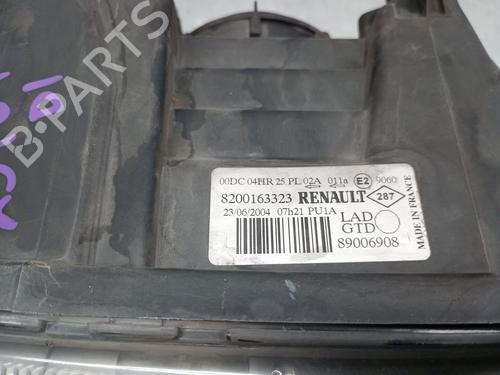 B-PARTS
00DC 04HR 25 PL 02A 011a E2 9060
8200163323 RENAULT 287
23/06/2004 07h21 PU1A LAD
GTD
89006908
MADE IN FRANCE